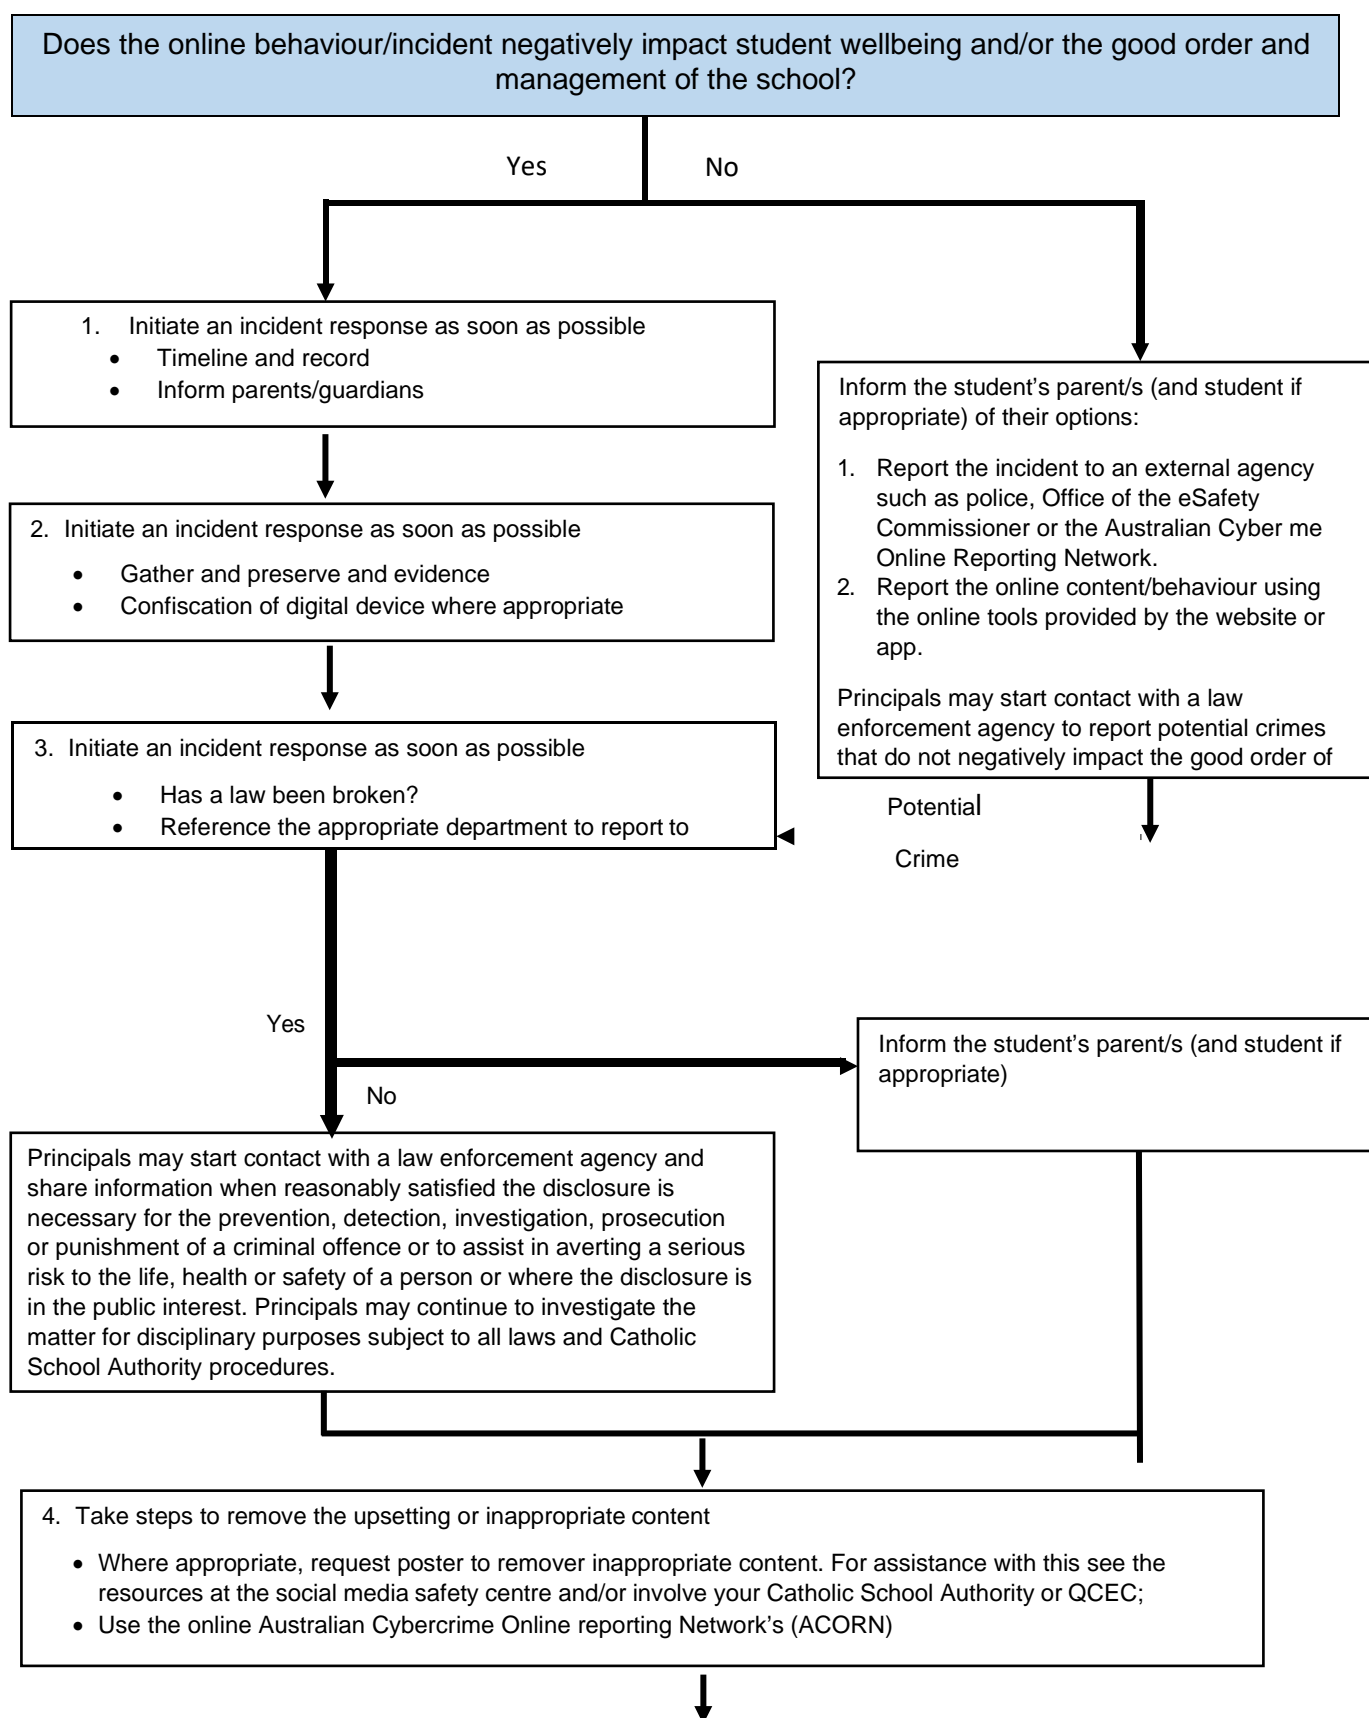 Does the online behaviour/incident negatively impact student wellbeing and/or the good order and
management of the school?
Yes
No
1. Initiate an incident response as soon as possible
• Timeline and record
• Inform parents/guardians
2. Initiate an incident response as soon as possible
• Gather and preserve and evidence
• Confiscation of digital device where appropriate
3. Initiate an incident response as soon as possible
• Has a law been broken?
• Reference the appropriate department to report to
Inform the student’s parent/s (and student if
appropriate) of their options:
1. Report the incident to an external agency
such as police, Office of the eSafety
Commissioner or the Australian Cyber me
Online Reporting Network.
2. Report the online content/behaviour using
the online tools provided by the website or
app.
Principals may start contact with a law
enforcement agency to report potential crimes
that do not negatively impact the good order of
Potential
Crime
Yes
No
Inform the student’s parent/s (and student if
appropriate)
Principals may start contact with a law enforcement agency and
share information when reasonably satisfied the disclosure is
necessary for the prevention, detection, investigation, prosecution
or punishment of a criminal offence or to assist in averting a serious
risk to the life, health or safety of a person or where the disclosure is
in the public interest. Principals may continue to investigate the
matter for disciplinary purposes subject to all laws and Catholic
School Authority procedures.
4. Take steps to remove the upsetting or inappropriate content
• Where appropriate, request poster to remover inappropriate content. For assistance with this see the
resources at the social media safety centre and/or involve your Catholic School Authority or QCEC;
• Use the online Australian Cybercrime Online reporting Network’s (ACORN)